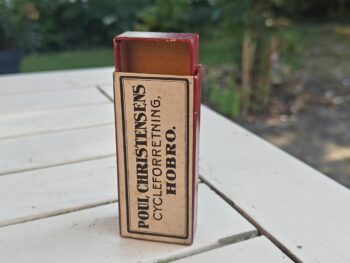 POUL CHRISTENSENS
CYCLEFORRETNING,
HOBRO.